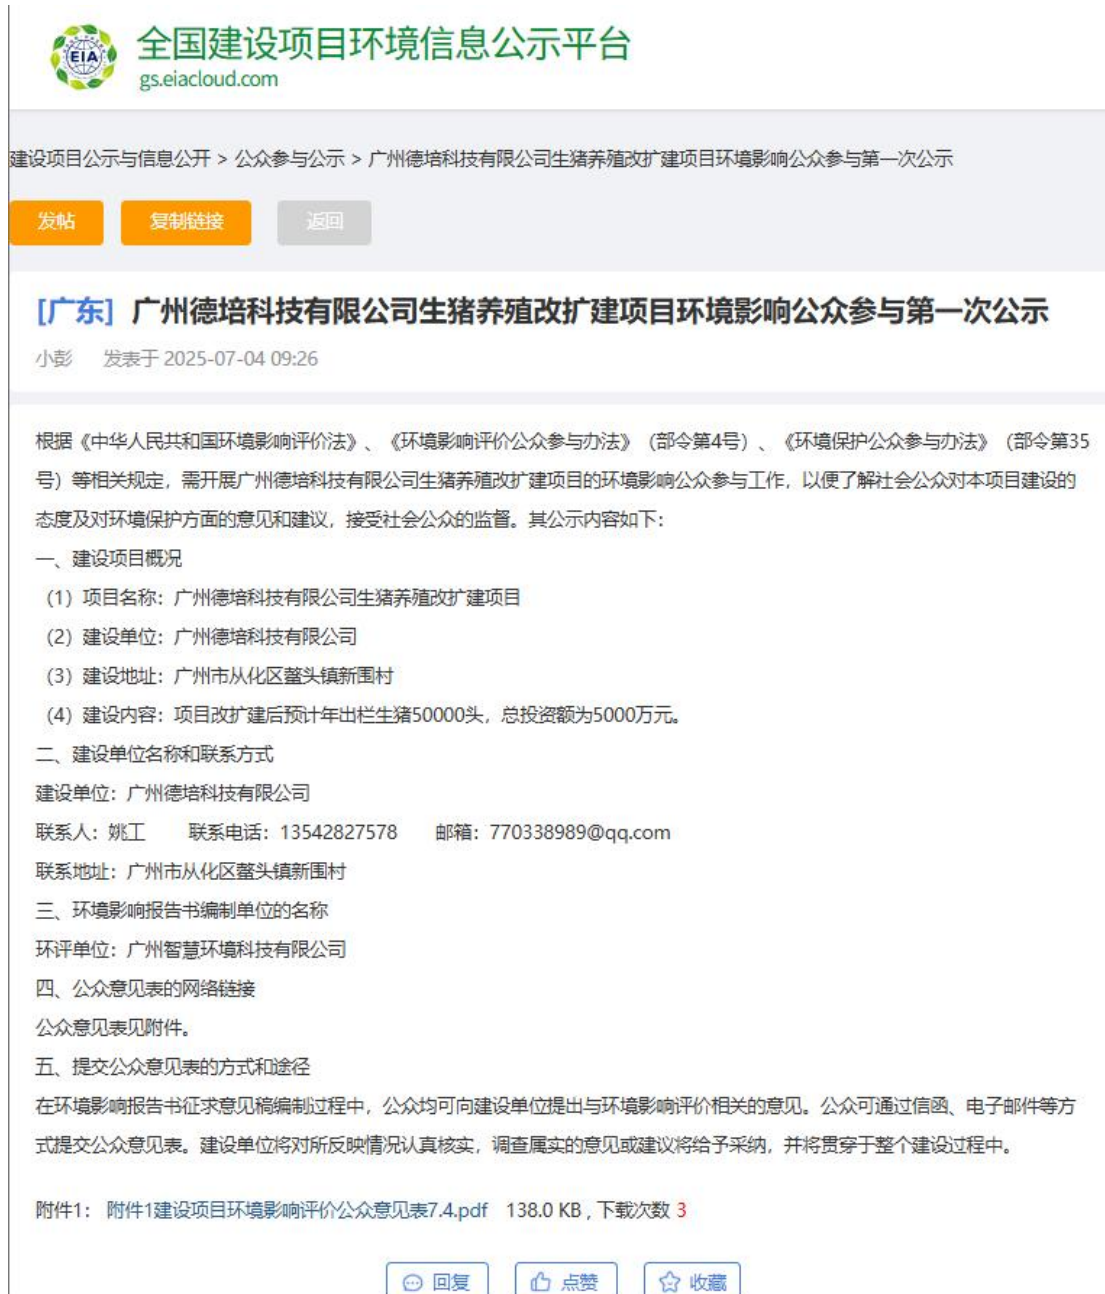 EIA
全国建设项目环境信息公示平台
gs.eiacloud.com
建设项目公示与信息公开 > 公众参与公示 > 广州德培科技有限公司生猪养殖改扩建项目环境影响公众参与第一次公示
发帖 复制链接 返回
[广东] 广州德培科技有限公司生猪养殖改扩建项目环境影响公众参与第一次公示
小彭 发表于 2025-07-04 09:26
根据《中华人民共和国环境影响评价法》、《环境影响评价公众参与办法》（部令第4号）、《环境保护公众参与办法》（部令第35
号）等相关规定，需开展广州德培科技有限公司生猪养殖改扩建项目的环境影响公众参与工作，以便了解社会公众对本项目建设的
态度及对环境保护方面的意见和建议，接受社会公众的监督。其公示内容如下：
一、建设项目概况
（1）项目名称：广州德培科技有限公司生猪养殖改扩建项目
（2）建设单位：广州德培科技有限公司
（3）建设地址：广州市从化区鳌头镇新围村
（4）建设内容：项目改扩建后预计年出栏生猪50000头，总投资额为5000万元。
二、建设单位名称和联系方式
建设单位：广州德培科技有限公司
联系人：姚工 联系电话：13542827578 邮箱：770338989@qq.com
联系地址：广州市从化区鳌头镇新围村
三、环境影响报告书编制单位的名称
环评单位：广州智慧环境科技有限公司
四、公众意见表的网络链接
公众意见表见附件。
五、提交公众意见表的方式和途径
在环境影响报告书征求意见稿编制过程中，公众均可向建设单位提出与环境影响评价相关的意见。公众可通过信函、电子邮件等方
式提交公众意见表。建设单位将对所反映情况认真核实，调查属实的意见或建议将给予采纳，并将贯穿于整个建设过程中。
附件1： 附件1建设项目环境影响评价公众意见表7.4.pdf 138.0 KB , 下载次数 3
回复 点赞 收藏